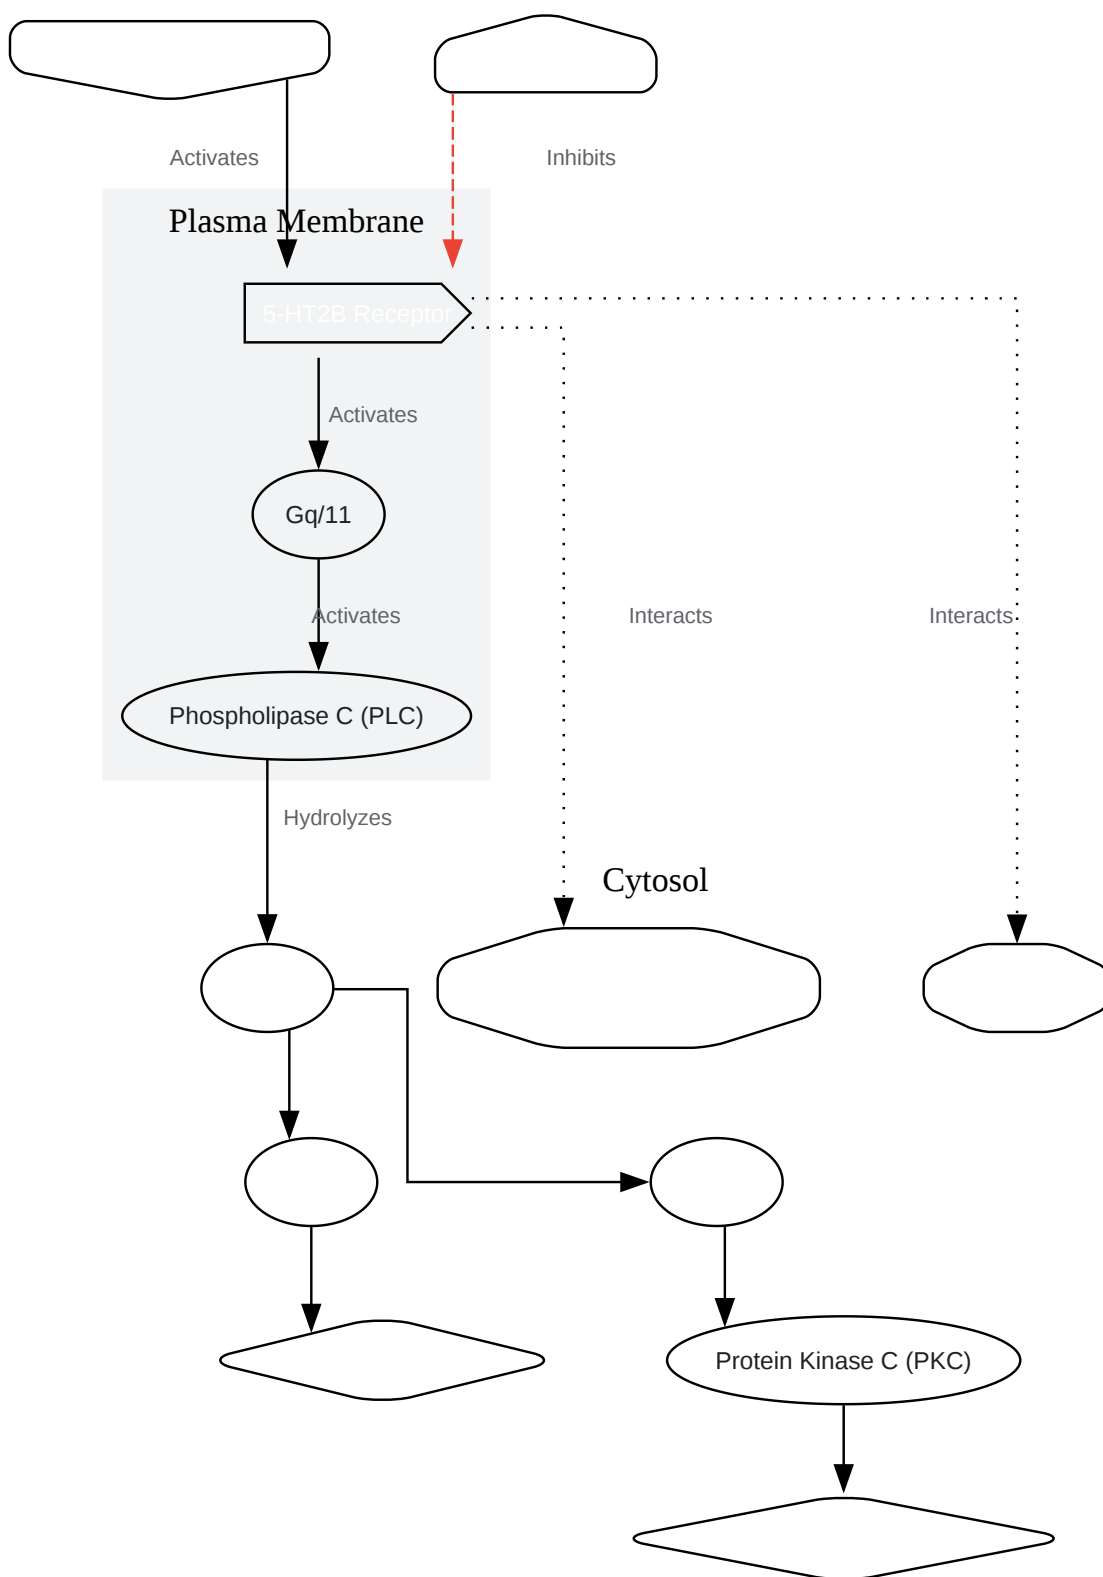 Activates
Inhibits
Plasma Membrane
5-HT2B Receptor
Activates
Gq/11
Activates
Interacts
Interacts
Phospholipase C (PLC)
Hydrolyzes
Cytosol
Protein Kinase C (PKC)